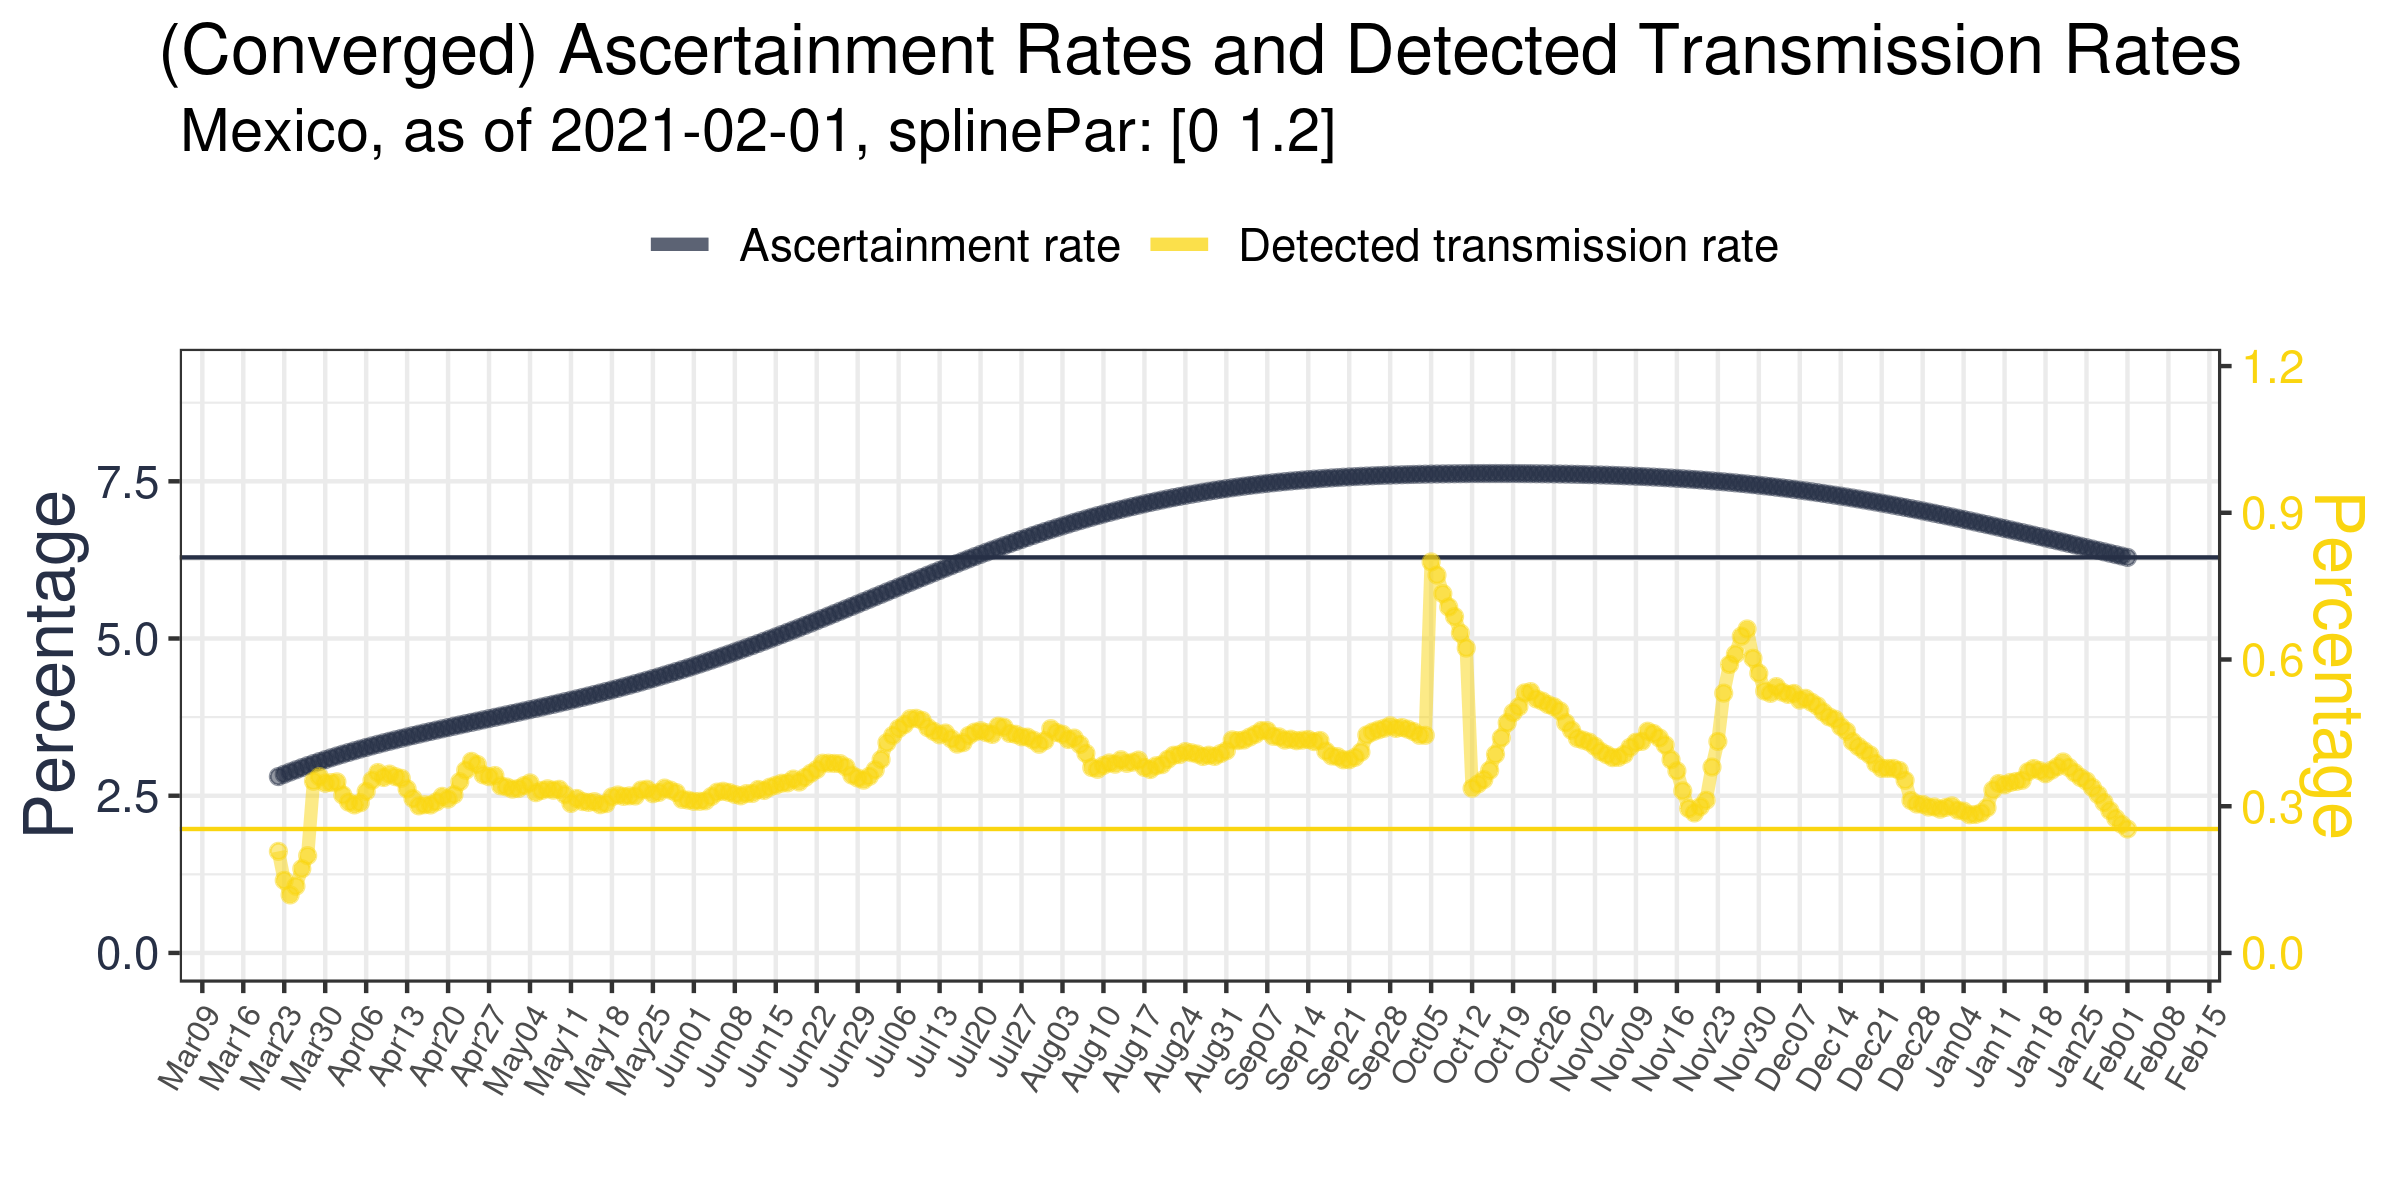 (Converged) Ascertainment Rates and Detected Transmission Rates
Mexico, as of 2021-02-01, splinePar: [0 1.2]
Ascertainment rate
Detected transmission rate
Percentage
7.5
5.0
2.5
0.0
1.2
0.9
0.6
0.3
0.0
Percentage
Mar09
Mar16
Mar23
Mar30
Apr06
Apr13
Apr20
Apr27
May04
May11
May18
May25
Jun01
Jun08
Jun15
Jun22
Jun29
Jul06
Jul13
Jul20
Jul27
Aug03
Aug10
Aug17
Aug24
Aug31
Sep07
Sep14
Sep21
Sep28
Oct05
Oct12
Oct19
Oct26
Nov02
Nov09
Nov16
Nov23
Nov30
Dec07
Dec14
Dec21
Dec28
Jan04
Jan11
Jan18
Jan25
Feb01
Feb08
Feb15